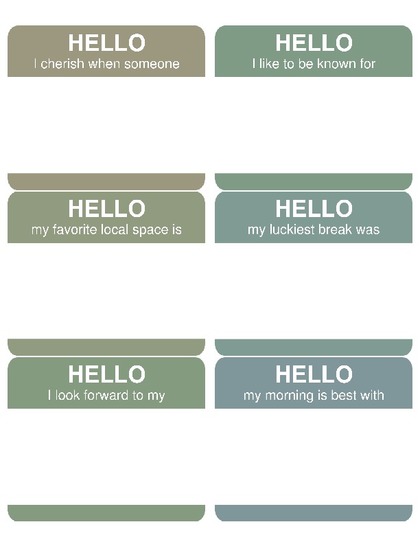 HELLO
I cherish when someone
HELLO
I like to be known for
HELLO
my favorite local space is
HELLO
my luckiest break was
HELLO
I look forward to my
HELLO
my morning is best with